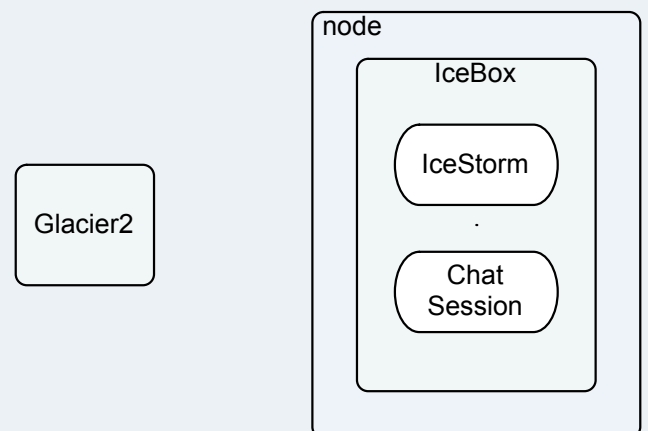 node
IceBox
IceStorm
.
Glacier2
Chat
Session